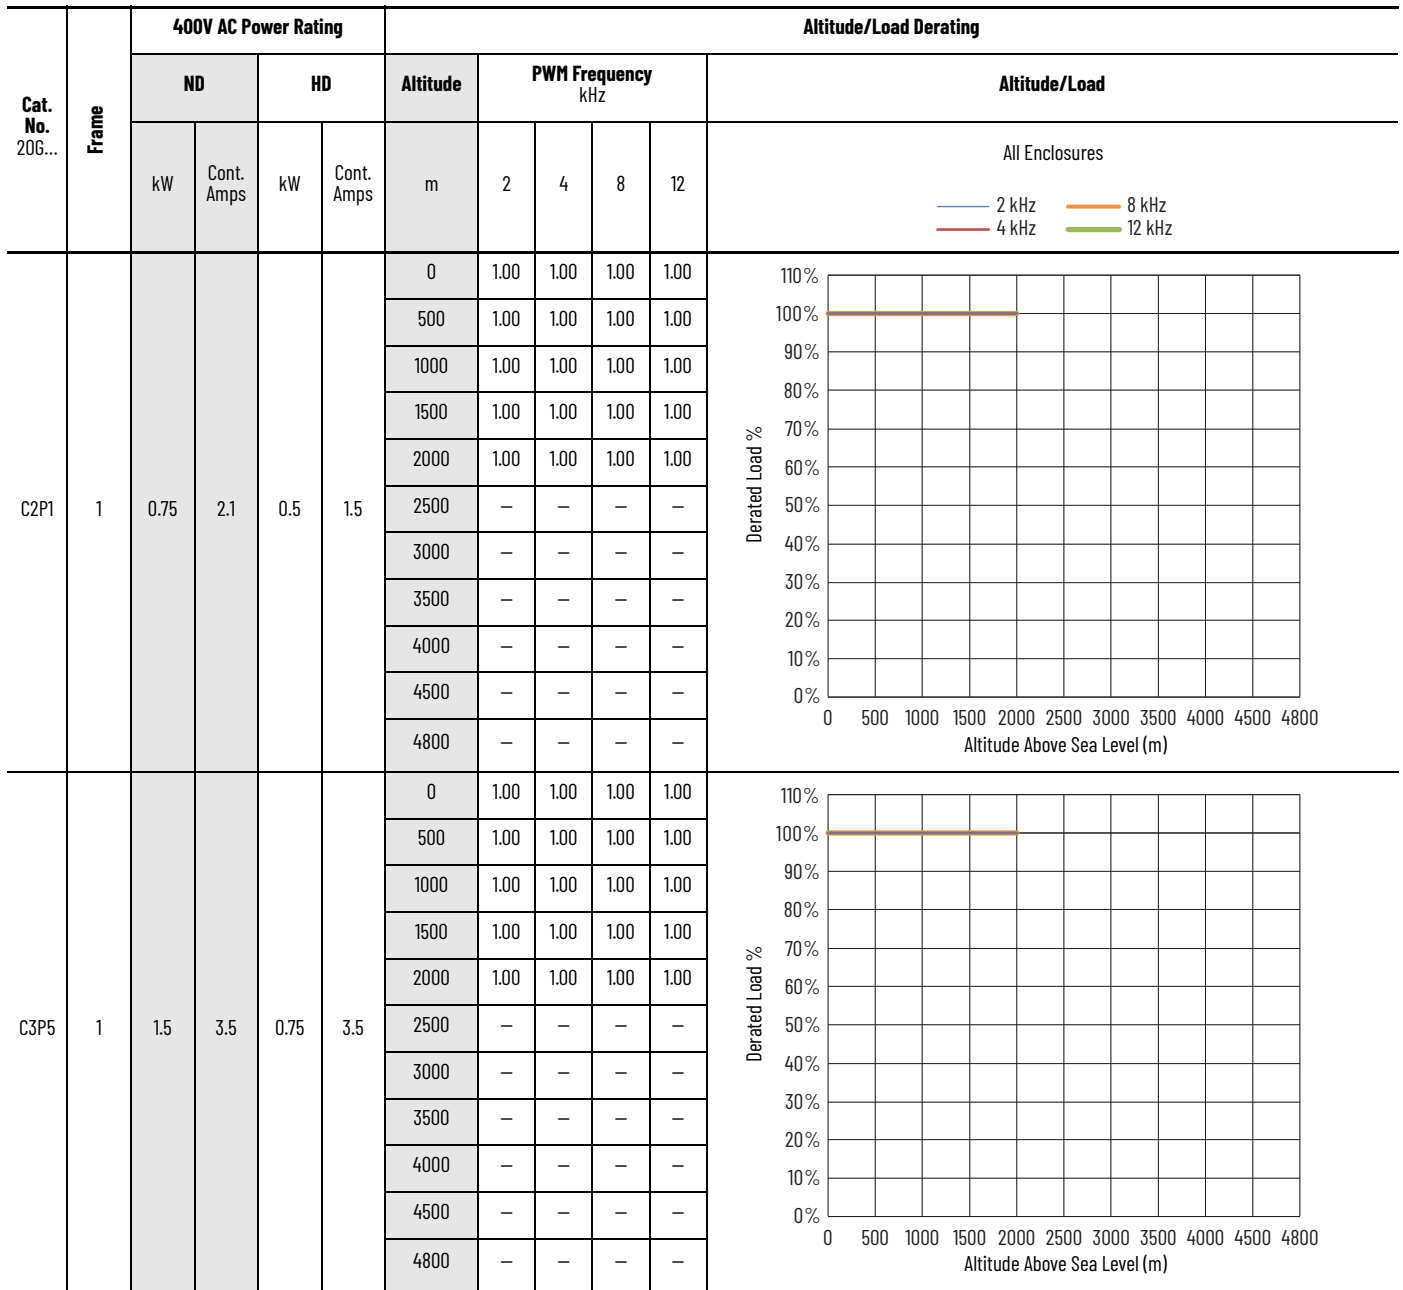 400V AC Power Rating
Altitude/Load Derating
Cat.
No.
20G...
Frame
ND
HD
Altitude
PWM Frequency
kHz
Altitude/Load
kW
Cont.
Amps
kW
Cont.
Amps
m
2
4
8
12
All Enclosures
2 kHz
8 kHz
4 kHz
12 kHz
C2P1
1
0.75
2.1
0.5
1.5
0 1.00 1.00 1.00 1.00
500 1.00 1.00 1.00 1.00
1000 1.00 1.00 1.00 1.00
1500 1.00 1.00 1.00 1.00
2000 1.00 1.00 1.00 1.00
2500 – – – –
3000 – – – –
3500 – – – –
4000 – – – –
4500 – – – –
4800 – – – –
Derated Load %
110%
100%
90%
80%
70%
60%
50%
40%
30%
20%
10%
0%
0 500 1000 1500 2000 2500 3000 3500 4000 4500 4800
Altitude Above Sea Level (m)
C3P5
1
1.5
3.5
0.75
3.5
0 1.00 1.00 1.00 1.00
500 1.00 1.00 1.00 1.00
1000 1.00 1.00 1.00 1.00
1500 1.00 1.00 1.00 1.00
2000 1.00 1.00 1.00 1.00
2500 – – – –
3000 – – – –
3500 – – – –
4000 – – – –
4500 – – – –
4800 – – – –
Derated Load %
110%
100%
90%
80%
70%
60%
50%
40%
30%
20%
10%
0%
0 500 1000 1500 2000 2500 3000 3500 4000 4500 4800
Altitude Above Sea Level (m)